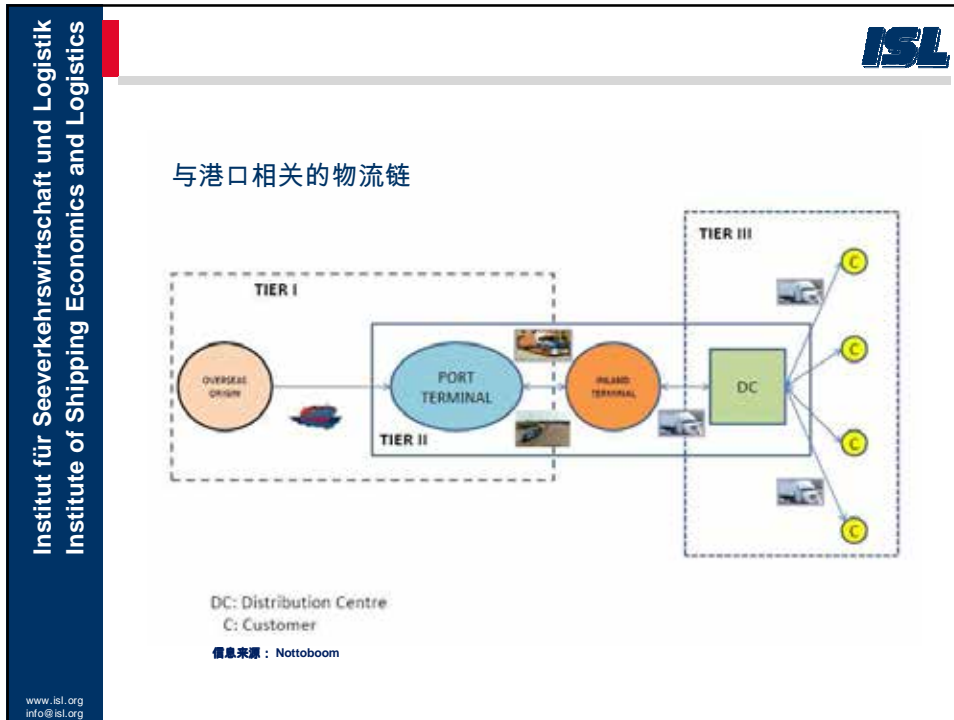 Institut für Seeverkehrswirtschaft und Logistik
Institute of Shipping Economics and Logistics
ISL
与港口相关的物流链
TIER III
TIER I
C
C
OVERSEAS
ORIGIN
PORT
TERMINAL
INLAND
TERMINAL
DC
TIER II
C
C
DC: Distribution Centre
C: Customer
信息来源： Nottoboom
www.isl.org
info@isl.org